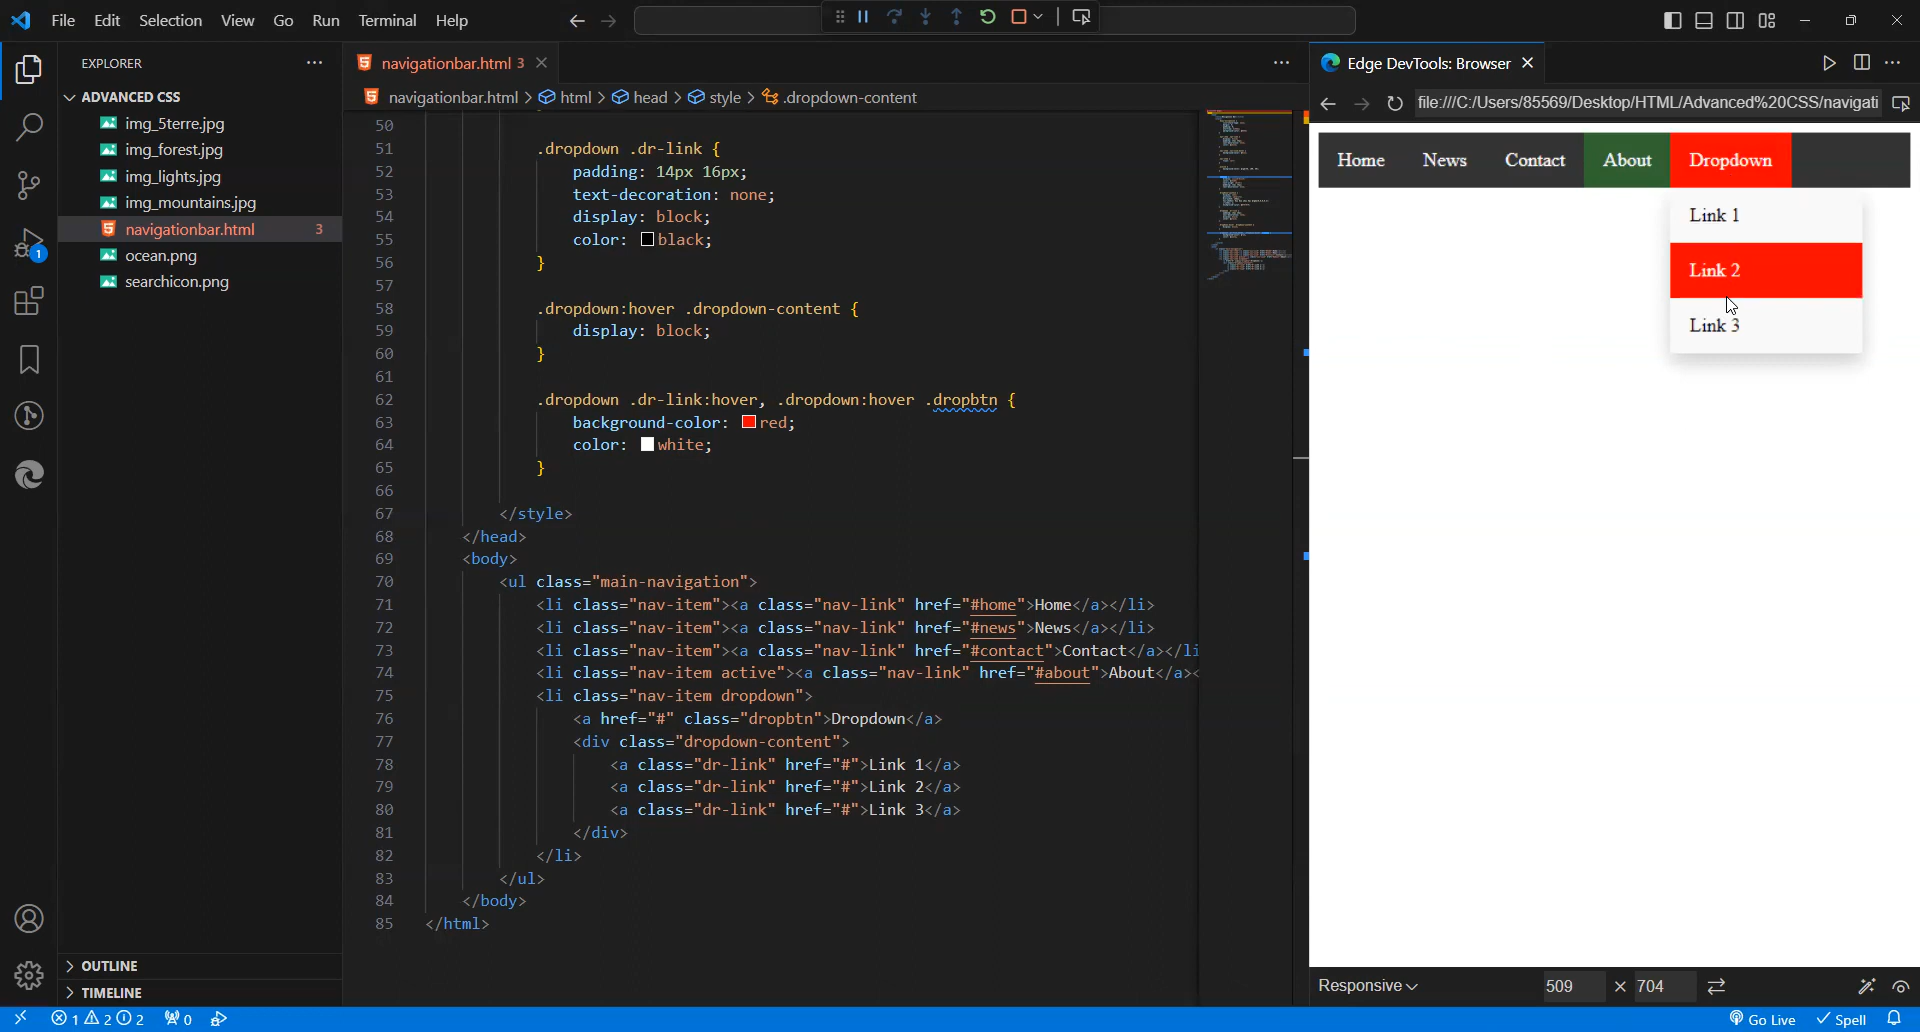 File Edit Selection View Go Run Terminal Help
EXPLORER
ADVANCED CSS
img_5terre.jpg
img_forest.jpg
img_lights.jpg
img_mountains.jpg
navigationbar.html 3
ocean.png
searchicon.png
OUTLINE
TIMELINE
1
navigationbar.html 3
navigationbar.html > html > head > style > .dropdown-content
50
51 .dropdown .dr-link {
52 padding: 14px 16px;
53 text-decoration: none;
54 display: block;
55 color: black;
56 }
57
58 .dropdown:hover .dropdown-content {
59 display: block;
60 }
61
62 .dropdown .dr-link:hover, .dropdown:hover .dropbtn {
63 background-color: red;
64 color: white;
65 }
66
67 </style>
68 </head>
69 <body>
70 <ul class="main-navigation">
71 <li class="nav-item"><a class="nav-link" href="#home">Home</a></li>
72 <li class="nav-item"><a class="nav-link" href="#news">News</a></li>
73 <li class="nav-item"><a class="nav-link" href="#contact">Contact</a></li
74 <li class="nav-item active"><a class="nav-link" href="#about">About</a><
75 <li class="nav-item dropdown">
76 <a href="#" class="dropbtn">Dropdown</a>
77 <div class="dropdown-content">
78 <a class="dr-link" href="#">Link 1</a>
79 <a class="dr-link" href="#">Link 2</a>
80 <a class="dr-link" href="#">Link 3</a>
81 </div>
82 </li>
83 </ul>
84 </body>
85 </html>
Edge DevTools: Browser
file:///C:/Users/85569/Desktop/HTML/Advanced%20CSS/navigati
Home News Contact About Dropdown
Link 1
Link 2
Link 3
Responsive 509 × 704
1 2 2 0
Go Live Spell